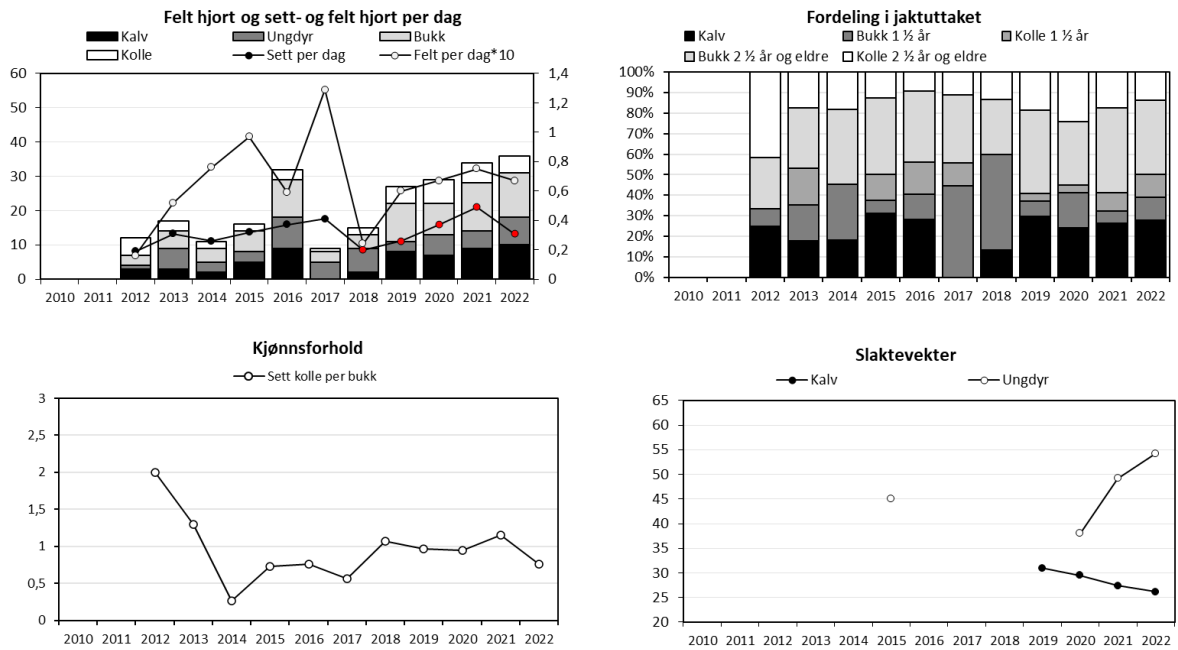 Felt hjort og sett- og felt hjort per dag
Kalv Ungdyr Bukk
Kolle Sett per dag Felt per dag*10
60 1,4
50 1,2
40 1
30 0,8
20 0,6
10 0,4
0 0,2
0
2010 2011 2012 2013 2014 2015 2016 2017 2018 2019 2020 2021 2022
Fordeling i jaktuttaket
Kalv Bukk 1 ½ år Kolle 1 ½ år
Bukk 2 ½ år og eldre Kolle 2 ½ år og eldre
100%
90%
80%
70%
60%
50%
40%
30%
20%
10%
0%
2010 2011 2012 2013 2014 2015 2016 2017 2018 2019 2020 2021 2022
Kjønnsforhold
Sett kolle per bukk
3
2,5
2
1,5
1
0,5
0
2010 2011 2012 2013 2014 2015 2016 2017 2018 2019 2020 2021 2022
Slaktevekter
Kalv Ungdyr
65
60
55
50
45
40
35
30
25
20
2010 2011 2012 2013 2014 2015 2016 2017 2018 2019 2020 2021 2022